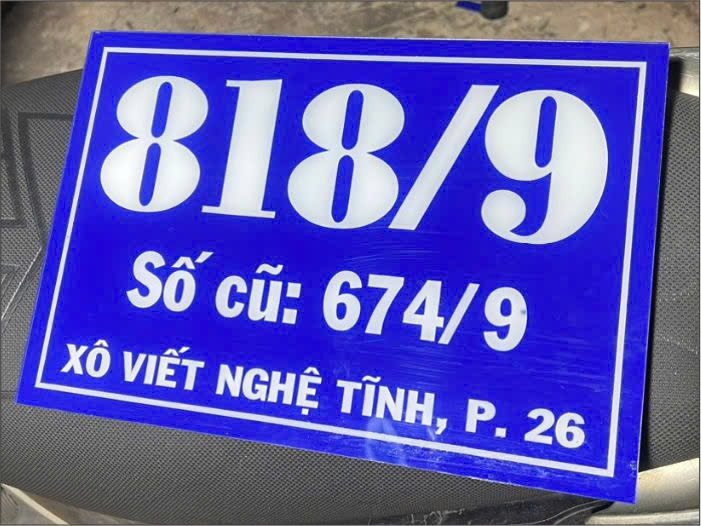 818/9
Số cũ: 674/9
XÔ VIẾT NGHỆ TĨNH, P. 26